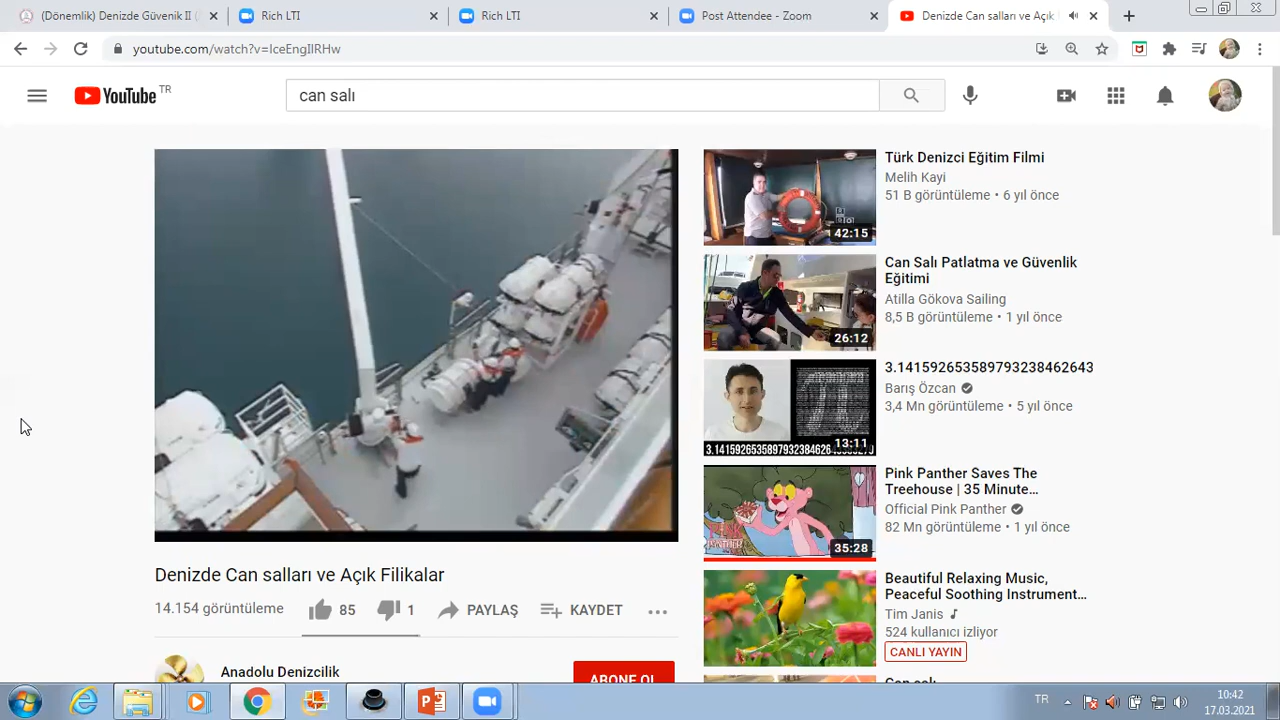 (Dönemlik) Denizde Güvenik II (
Rich LTI
Rich LTI
Post Attendee - Zoom
Denizde Can salları ve Açık
youtube.com/watch?v=IceEngIlRHw
YouTube TR
can salı
Türk Denizci Eğitim Filmi
Melih Kayi
51 B görüntüleme • 6 yıl önce
42:15
Can Salı Patlatma ve Güvenlik
Eğitimi
Atilla Gökova Sailing
8,5 B görüntüleme • 1 yıl önce
26:12
3.141592653589793238462643
Barış Özcan
3,4 Mn görüntüleme • 5 yıl önce
13:11
Pink Panther Saves The
Treehouse | 35 Minute…
Official Pink Panther
82 Mn görüntüleme • 1 yıl önce
35:28
Beautiful Relaxing Music,
Peaceful Soothing Instrument…
Tim Janis
524 kullanıcı izliyor
CANLI YAYIN
Can salı
Denizde Can salları ve Açık Filikalar
14.154 görüntüleme
85
1
PAYLAŞ
KAYDET
Anadolu Denizcilik
ABONE OL
TR
10:42
17.03.2021